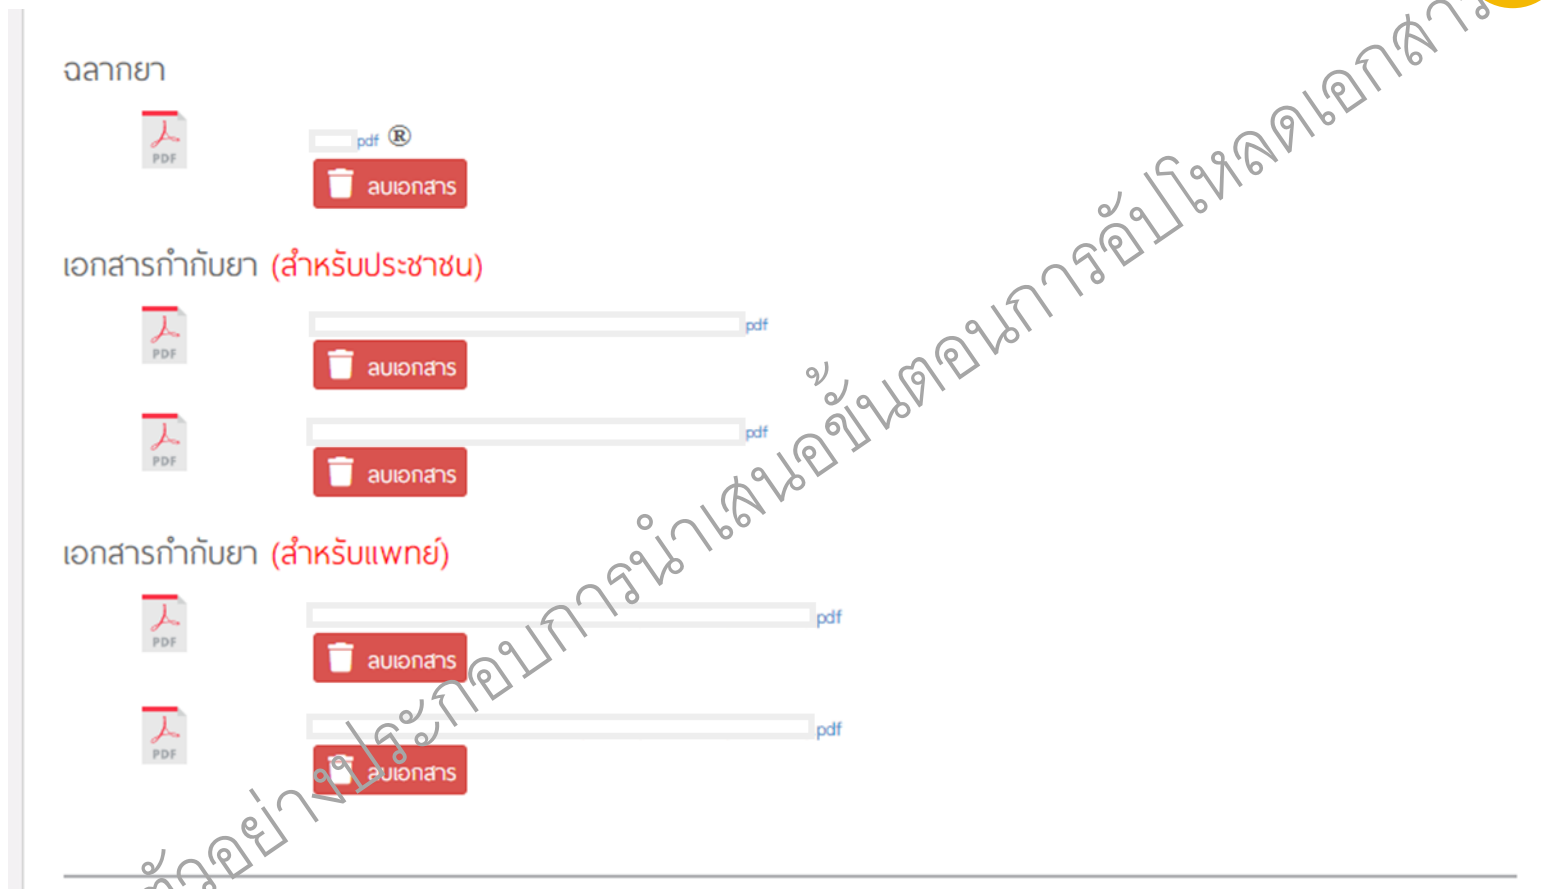 ฉลากยา
PDF
pdf ®
ลบเอกสาร
เอกสารกำกับยา (สำหรับประชาชน)
PDF
pdf
ลบเอกสาร
PDF
pdf
ลบเอกสาร
เอกสารกำกับยา (สำหรับแพทย์)
PDF
pdf
ลบเอกสาร
PDF
pdf
ลบเอกสาร
ตัวอย่างประกอบการนำเสนอขั้นตอนการอัปโหลดเอกสาร